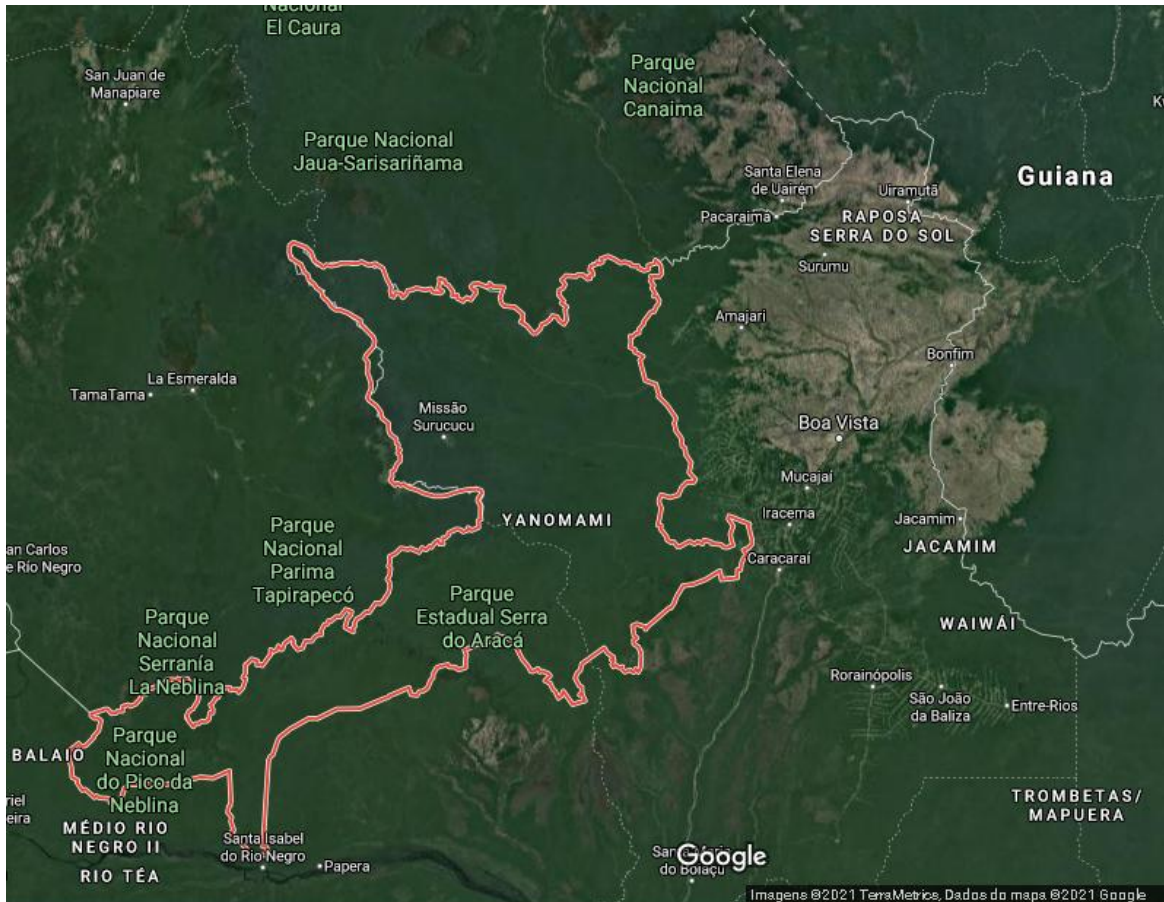 Nacional
El Caura
San Juan de
Manapiare
Parque
Nacional
Canaima
Parque Nacional
Jaua-Sarisariñama
Santa Elena
de Uairén
Uiramutã
Guiana
Pacaraima
RAPOSA
SERRA DO SOL
Surumu
Amajari
Bonfim
La Esmeralda
TamaTama
Missão
Surucucu
Boa Vista
Mucajaí
YANOMAMI
Iracema
Jacamim
JACAMIM
Parque
Nacional
Parima
Tapirapecó
an Carlos
e Río Negro
Caracaraí
Parque
Estadual Serra
do Aracá
Parque
Nacional
Serranía
La Neblina
WAIWÁI
Rorainópolis
São João
da Baliza
Entre-Rios
BALAIO
Parque
Nacional
do Pico da
Neblina
riel
eira
MÉDIO RIO
NEGRO II
RIO TÉA
Santa Isabel
do Rio Negro
Papera
TROMBETAS/
MAPUERA
Google
do Boiaçu
Imagens ©2021 TerraMetrics, Dados do mapa ©2021 Google